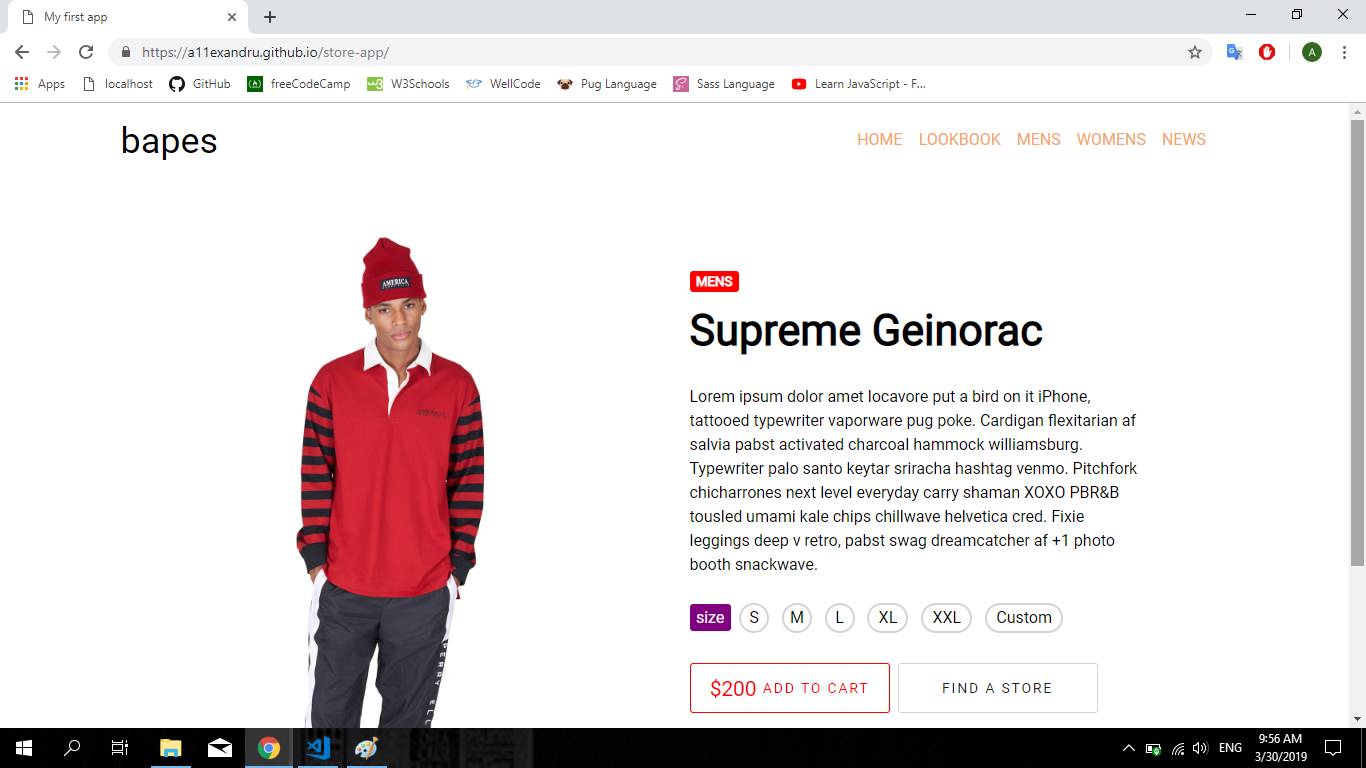 My first app
https://a11exandru.github.io/store-app/
A
Apps localhost GitHub freeCodeCamp W3Schools WellCode Pug Language Sass Language Learn JavaScript - F...
bapes
HOME LOOKBOOK MENS WOMENS NEWS
AMERICA
MENS
Supreme Geinorac
Lorem ipsum dolor amet locavore put a bird on it iPhone,
tattooed typewriter vaporware pug poke. Cardigan flexitarian af
salvia pabst activated charcoal hammock williamsburg.
Typewriter palo santo keytar sriracha hashtag venmo. Pitchfork
chicharrones next level everyday carry shaman XOXO PBR&B
tousled umami kale chips chillwave helvetica cred. Fixie
leggings deep v retro, pabst swag dreamcatcher af +1 photo
booth snackwave.
size S M L XL XXL Custom
$200 ADD TO CART FIND A STORE
PERRY ELL
ENG
9:56 AM
3/30/2019